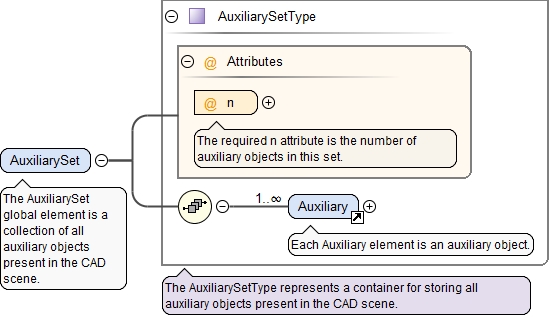 AuxiliarySetType
@ Attributes
@ n
The required n attribute is the number of
auxiliary objects in this set.
AuxiliarySet
The AuxiliarySet
global element is a
collection of all
auxiliary objects
present in the CAD
scene.
1..∞
Auxiliary
Each Auxiliary element is an auxiliary object.
The AuxiliarySetType represents a container for storing all
auxiliary objects present in the CAD scene.